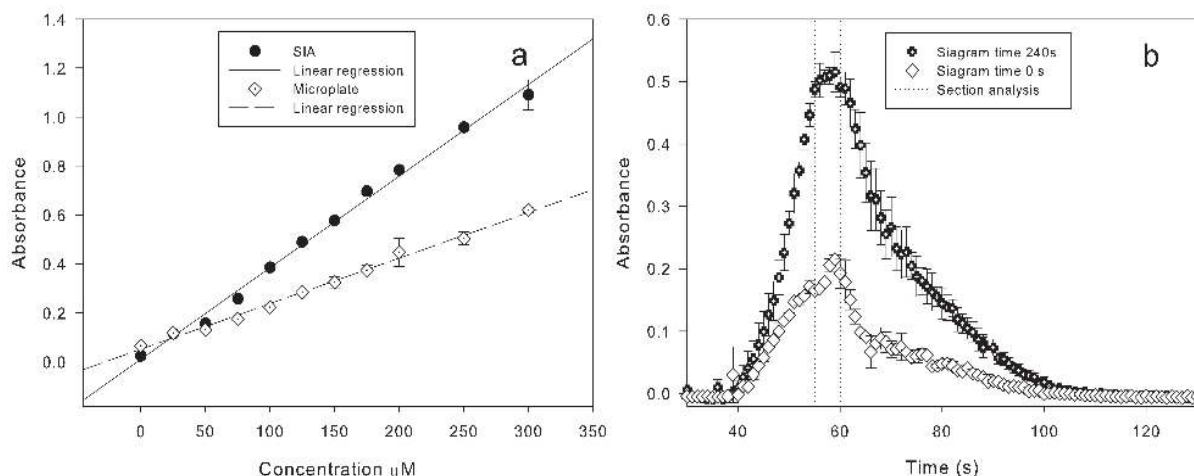 a
SIA
Linear regression
Microplate
Linear regression
Absorbance
1.4
1.2
1.0
0.8
0.6
0.4
0.2
0.0
0 50 100 150 200 250 300 350
Concentration uM
b
Siagram time 240s
Siagram time 0 s
Section analysis
Absorbance
0.6
0.5
0.4
0.3
0.2
0.1
0.0
40 60 80 100 120
Time (s)